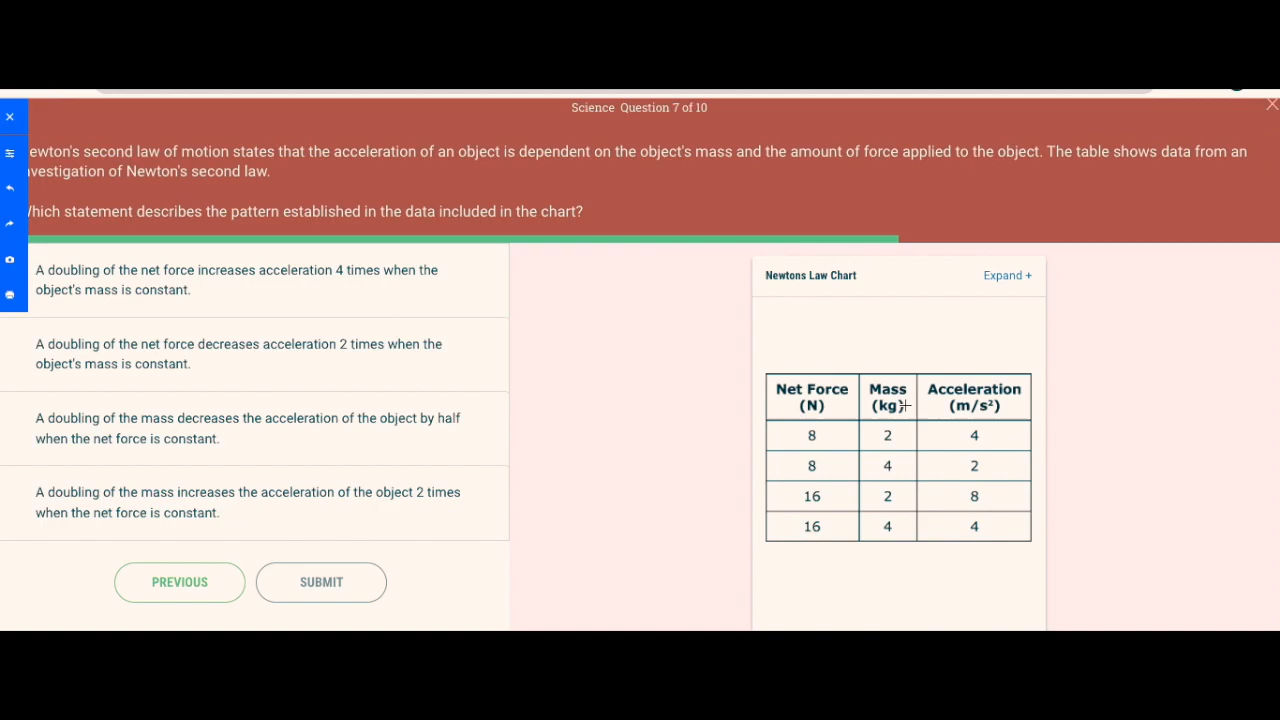 Science Question 7 of 10
ewton's second law of motion states that the acceleration of an object is dependent on the object's mass and the amount of force applied to the object. The table shows data from an
vestigation of Newton's second law.
hich statement describes the pattern established in the data included in the chart?
A doubling of the net force increases acceleration 4 times when the
object's mass is constant.
A doubling of the net force decreases acceleration 2 times when the
object's mass is constant.
A doubling of the mass decreases the acceleration of the object by half
when the net force is constant.
A doubling of the mass increases the acceleration of the object 2 times
when the net force is constant.
PREVIOUS SUBMIT
Newtons Law Chart Expand +
Net Force Mass Acceleration
(N) (kg) (m/s²)
8 2 4
8 4 2
16 2 8
16 4 4